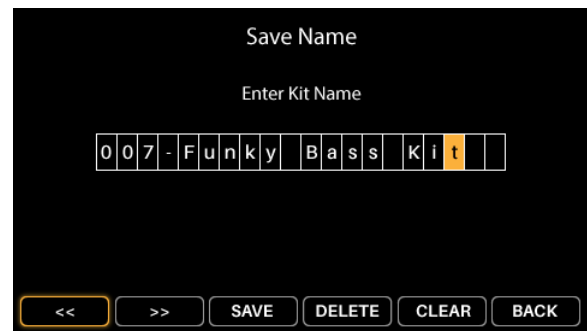 Save Name
Enter Kit Name
007-Funky Bass Kit
<< >> SAVE DELETE CLEAR BACK